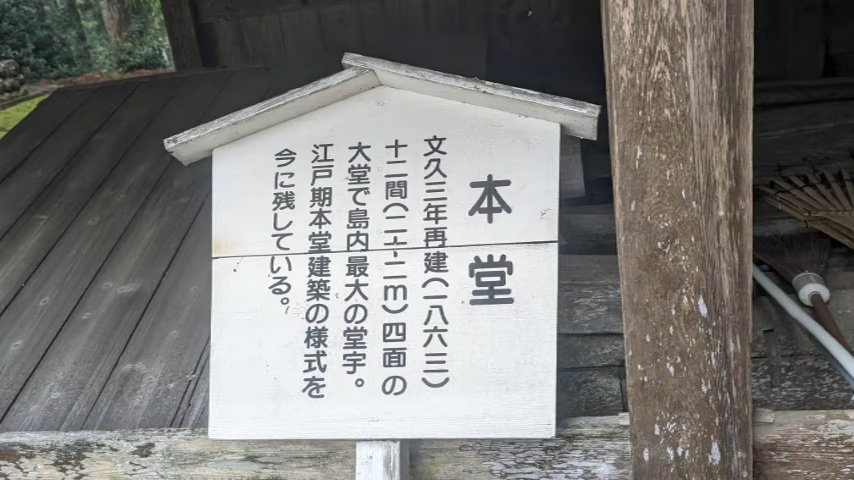 本堂
文久三年再建(一八六三)
十二間(二十二m)四面の
大堂で島内最大の堂宇。
江戸期本堂建築の様式を
今に残している。